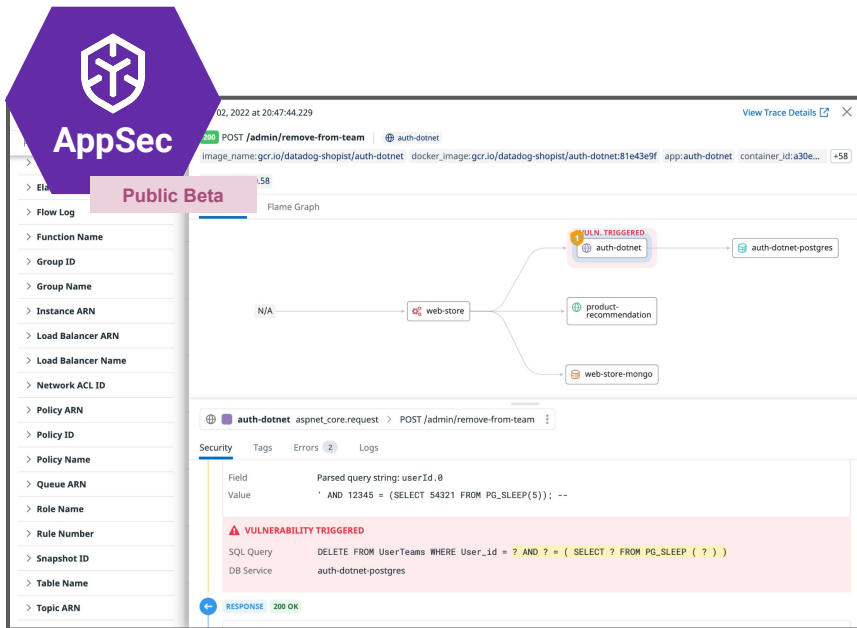 AppSec
Public Beta
02, 2022 at 20:47:44.229
View Trace Details
200 POST /admin/remove-from-team auth-dotnet
image_name:gcr.io/datadog-shopist/auth-dotnet docker_image:gcr.io/datadog-shopist/auth-dotnet:81e43e9f app:auth-dotnet container_id:a30e... +58
.58
Flame Graph
Flow Log
Function Name
Group ID
Group Name
Instance ARN
Load Balancer ARN
Load Balancer Name
Network ACL ID
Policy ARN
Policy ID
Policy Name
Queue ARN
Role Name
Rule Number
Snapshot ID
Table Name
Topic ARN
VULN. TRIGGERED
1
auth-dotnet
auth-dotnet-postgres
N/A
web-store
product-
recommendation
web-store-mongo
auth-dotnet aspnet_core.request > POST /admin/remove-from-team
Security Tags Errors 2 Logs
Field Parsed query string: userId.0
Value ' AND 12345 = (SELECT 54321 FROM PG_SLEEP(5)); --
VULNERABILITY TRIGGERED
SQL Query DELETE FROM UserTeams WHERE User_id = ? AND ? = ( SELECT ? FROM PG_SLEEP ( ? ) )
DB Service auth-dotnet-postgres
RESPONSE 200 OK